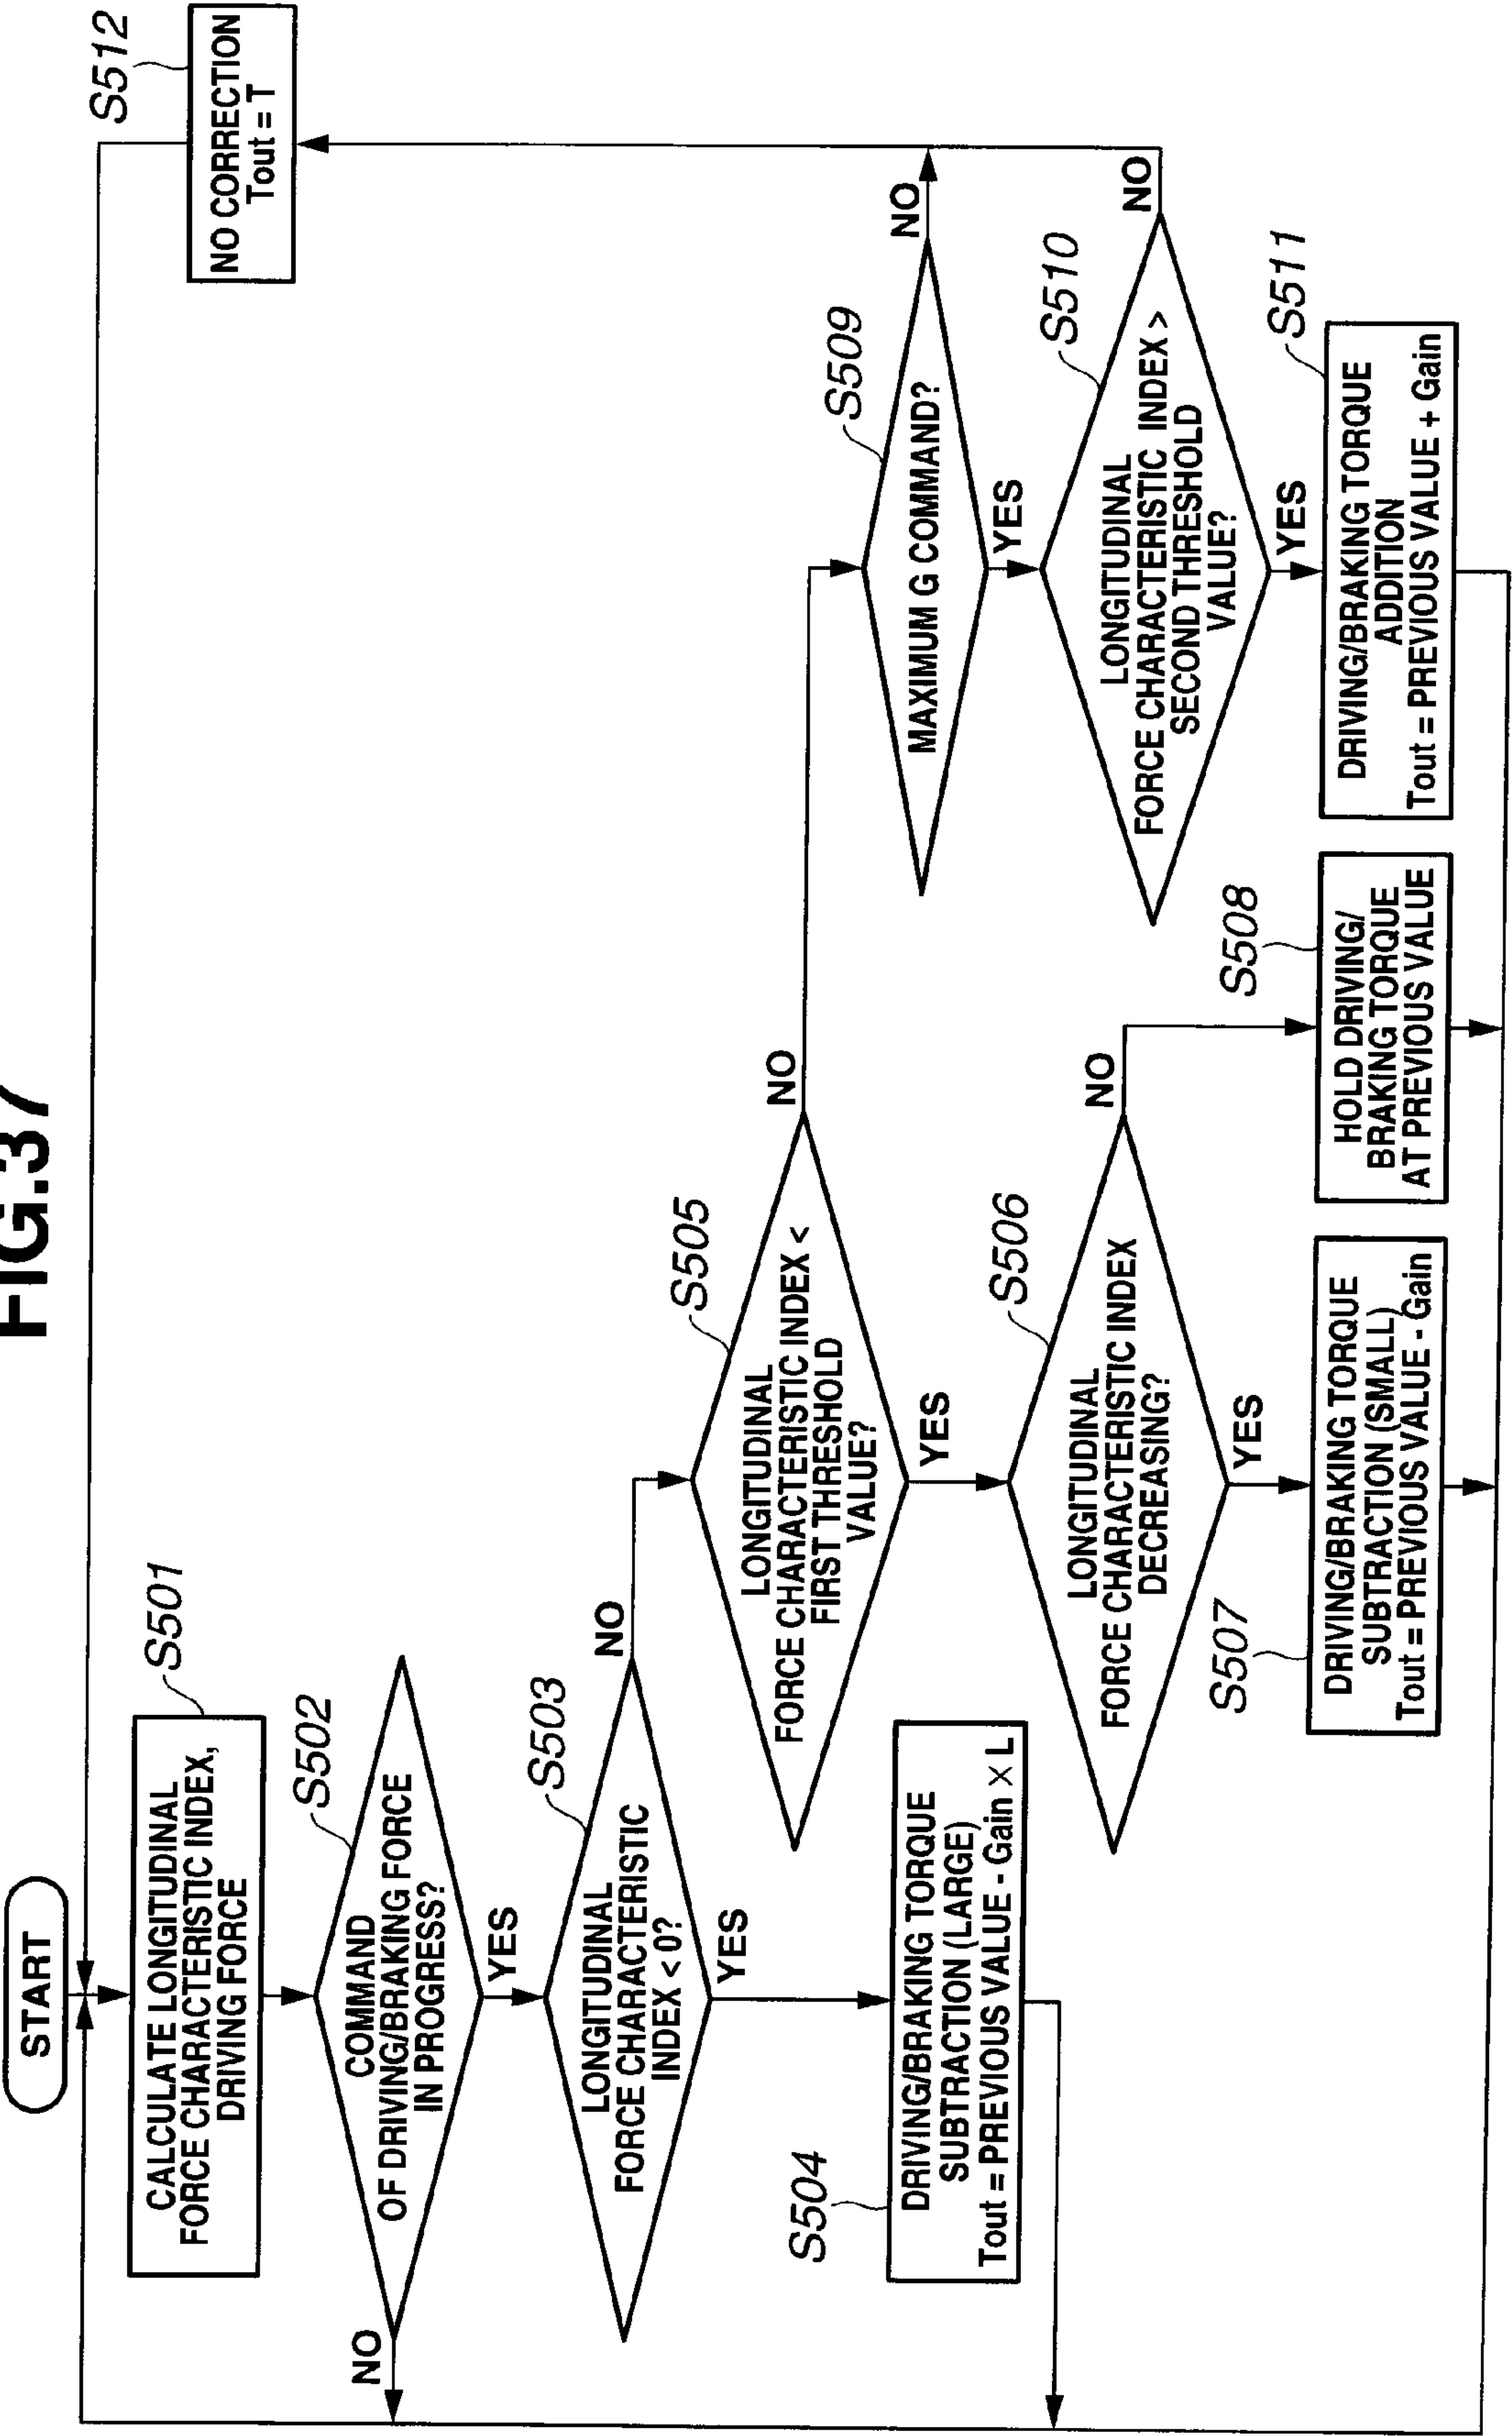 FIG.37
START
S501
CALCULATE LONGITUDINAL
FORCE CHARACTERISTIC INDEX,
DRIVING FORCE
S502
COMMAND
OF DRIVING/BRAKING FORCE
IN PROGRESS?
NO
YES
S503
LONGITUDINAL
FORCE CHARACTERISTIC
INDEX < 0?
NO
YES
S504
DRIVING/BRAKING TORQUE
SUBTRACTION (LARGE)
Tout = PREVIOUS VALUE - Gain × L
S505
LONGITUDINAL
FORCE CHARACTERISTIC INDEX <
FIRST THRESHOLD
VALUE?
NO
YES
S506
LONGITUDINAL
FORCE CHARACTERISTIC INDEX
DECREASING?
NO
YES
S507
DRIVING/BRAKING TORQUE
SUBTRACTION (SMALL)
Tout = PREVIOUS VALUE - Gain
S508
HOLD DRIVING/
BRAKING TORQUE
AT PREVIOUS VALUE
S509
MAXIMUM G COMMAND?
NO
YES
S510
LONGITUDINAL
FORCE CHARACTERISTIC INDEX >
SECOND THRESHOLD
VALUE?
NO
YES
S511
DRIVING/BRAKING TORQUE
ADDITION
Tout = PREVIOUS VALUE + Gain
S512
NO CORRECTION
Tout = T